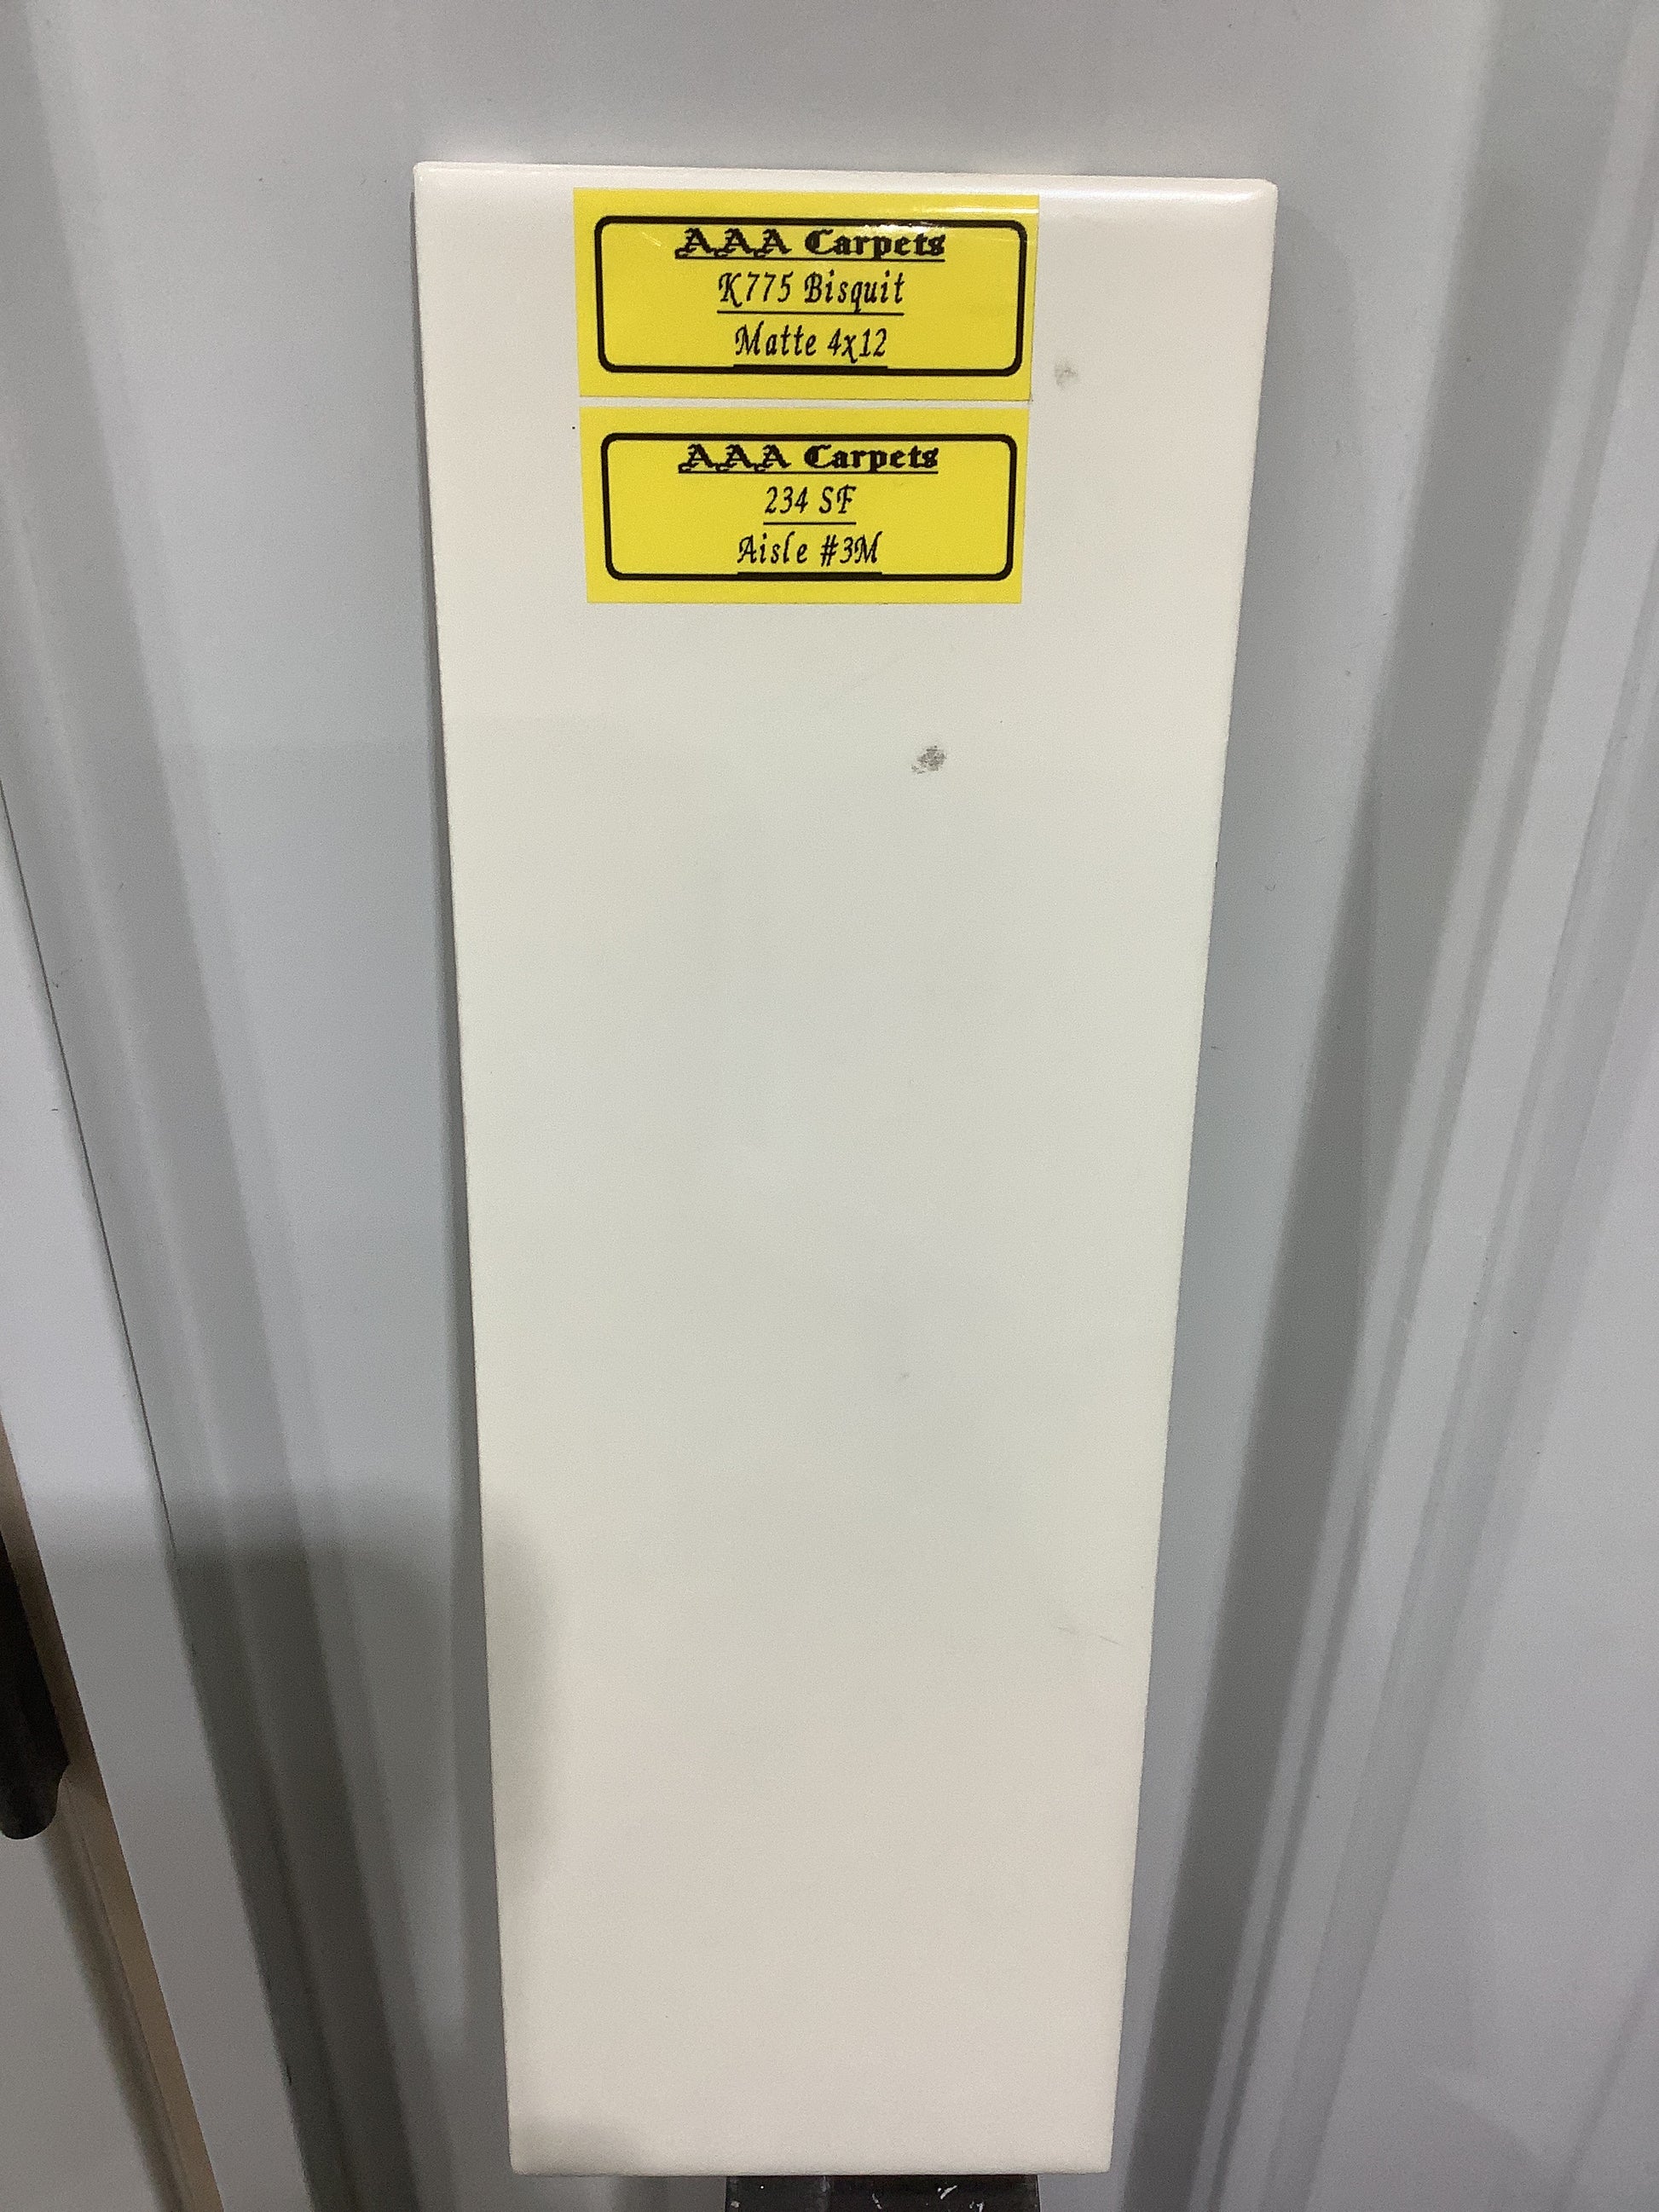 AAA Carpets
K775 Bisquit
Matte 4x12
AAA Carpets
234 SF
Aisle #3M